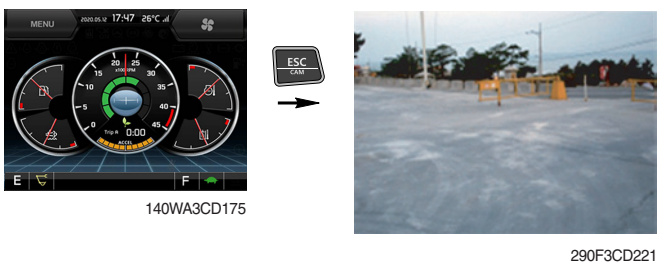 MENU 2020.05.12 17:47 26°C
x100 RPM
0 5 10 15 20 25 30 35 40 45
Trip A 0:00
ACCEL
E F
ESC
CAM
140WA3CD175
290F3CD221